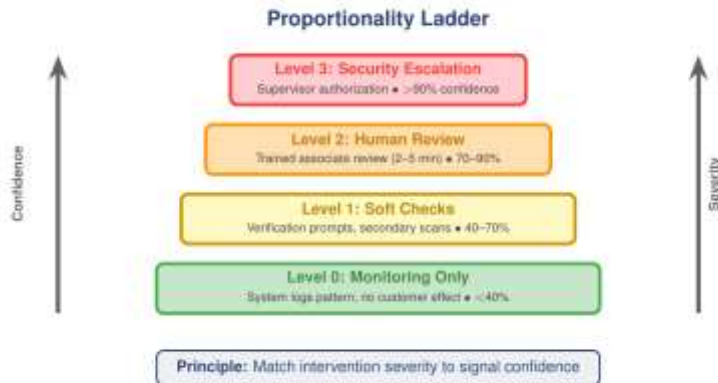 Proportionality Ladder
Level 3: Security Escalation
Supervisor authorization • >90% confidence
Level 2: Human Review
Trained associate review (2–5 min) • 70–90%
Level 1: Soft Checks
Verification prompts, secondary scans • 40–70%
Level 0: Monitoring Only
System logs pattern, no customer effect • <40%
Principle: Match intervention severity to signal confidence
Confidence
Severity